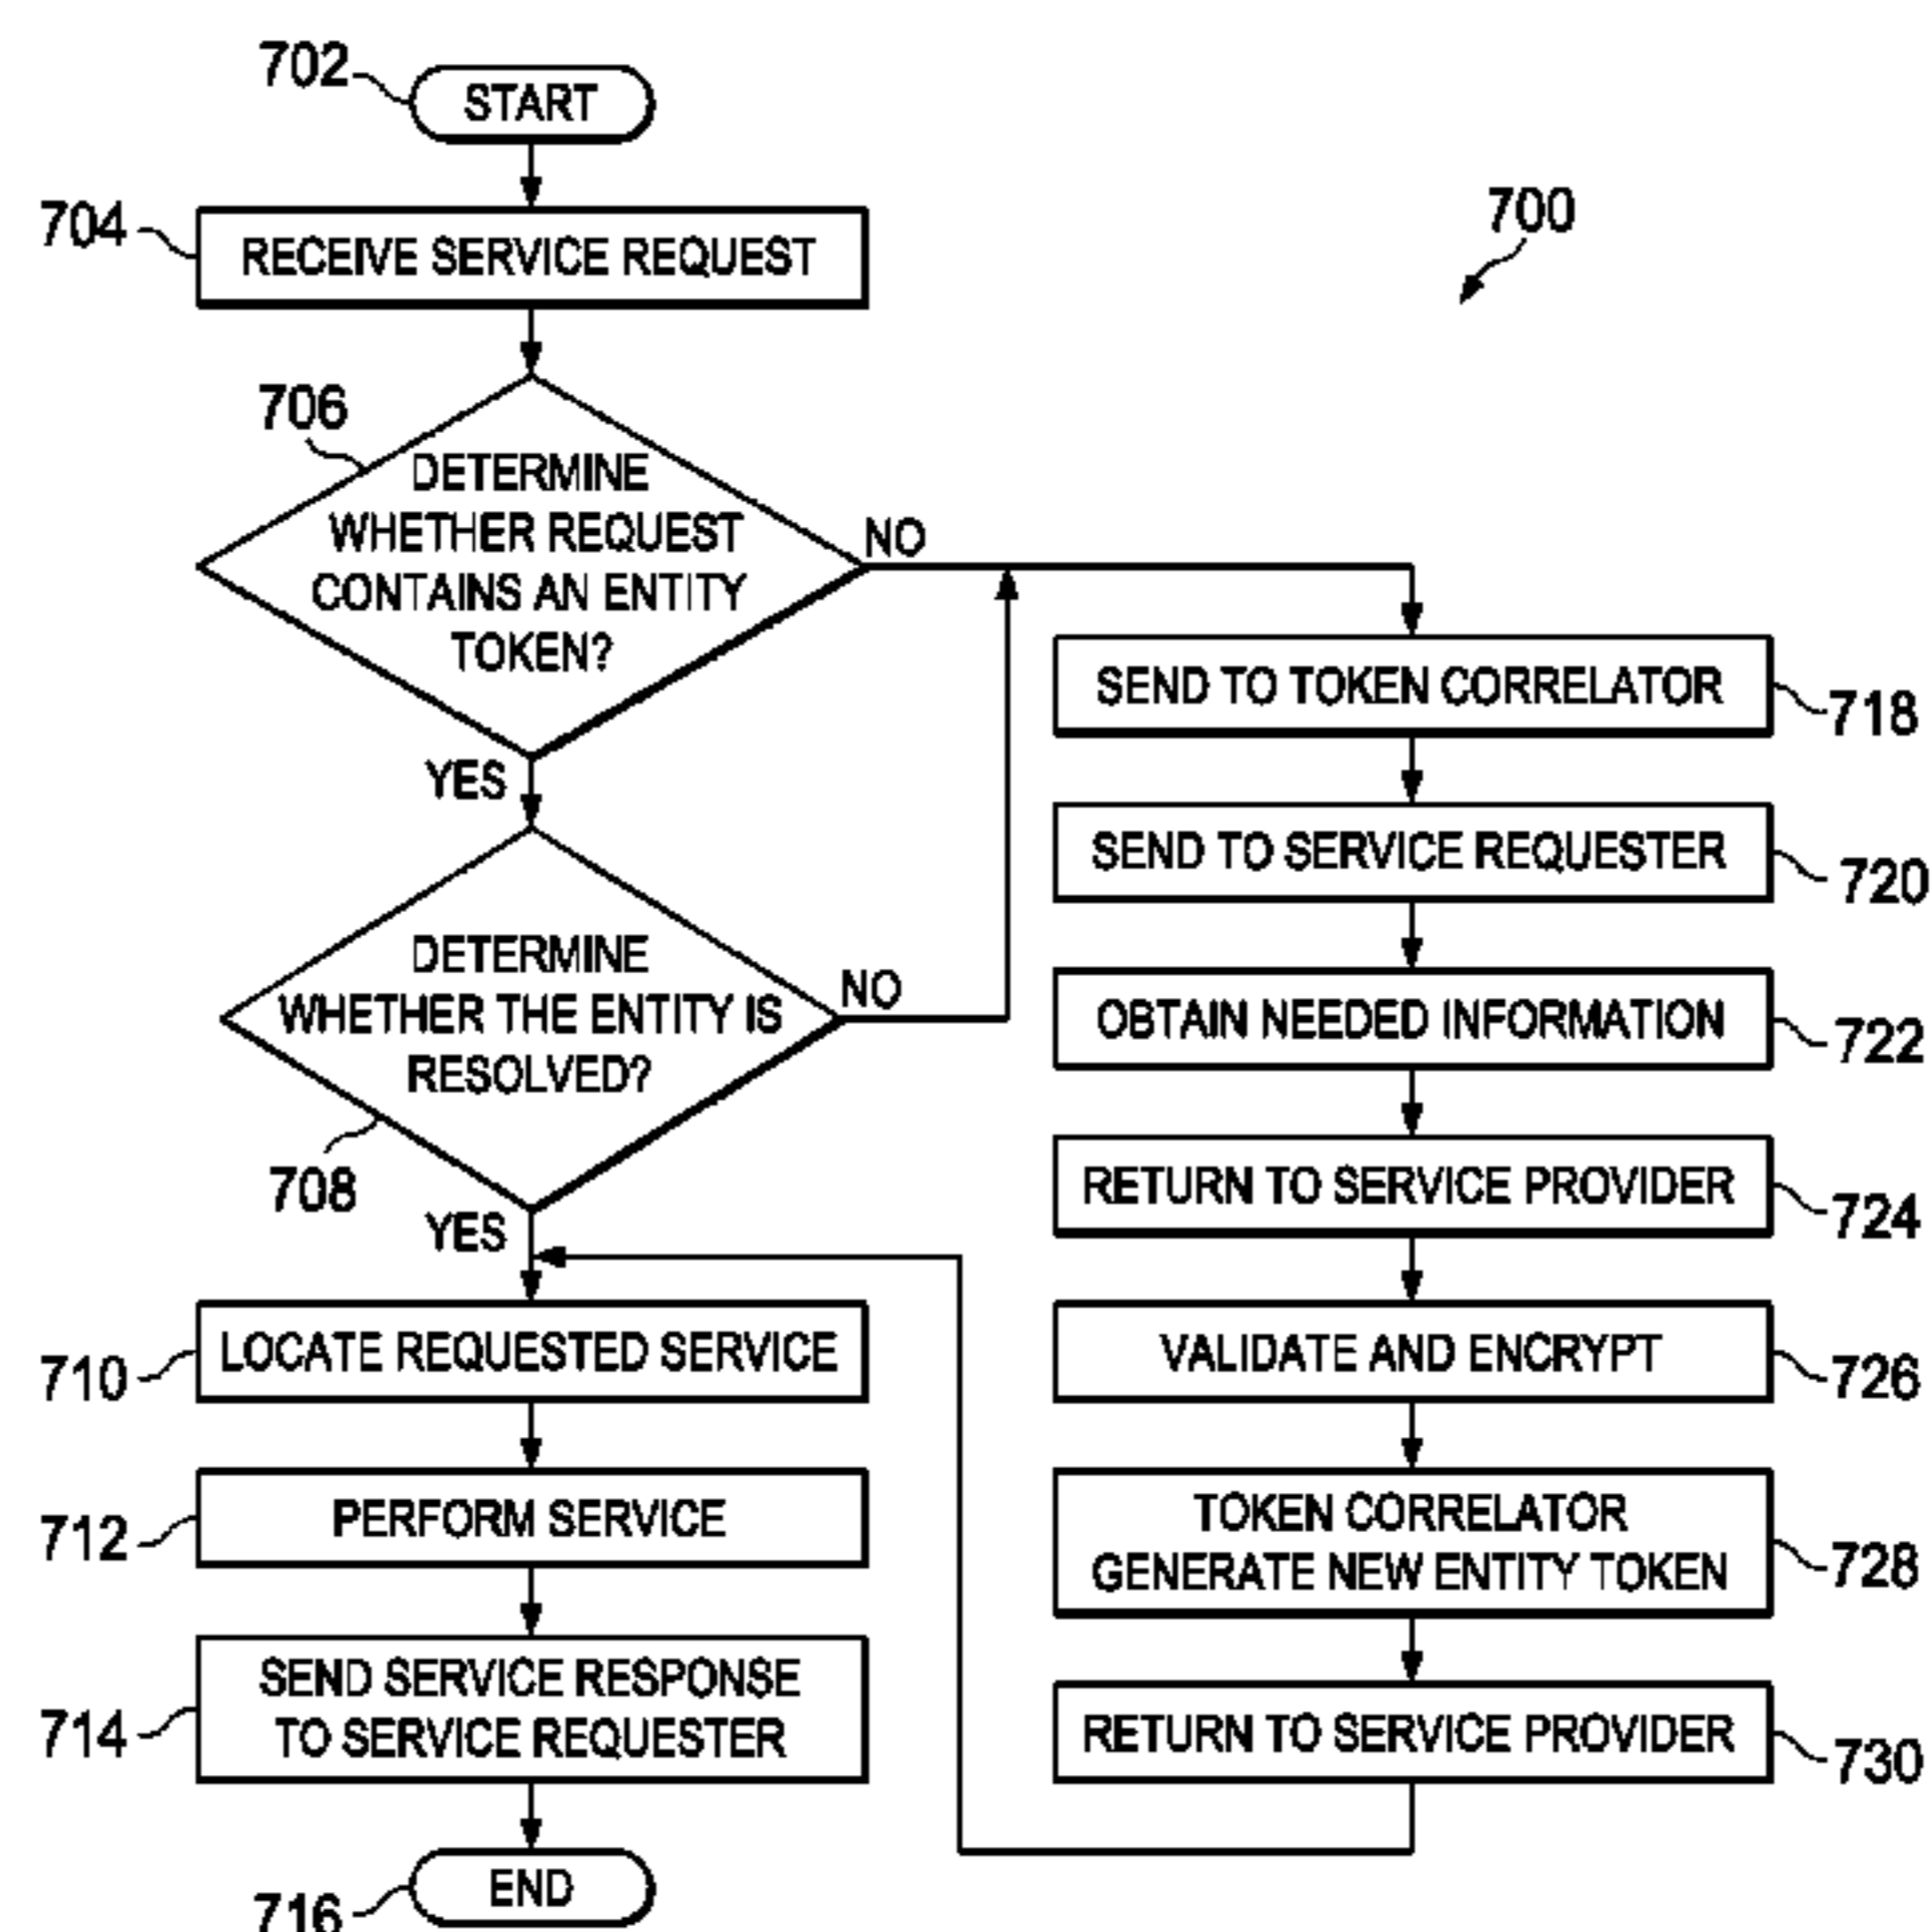 702
START
704
RECEIVE SERVICE REQUEST
700
706
DETERMINE
WHETHER REQUEST
CONTAINS AN ENTITY
TOKEN?
NO
YES
DETERMINE
WHETHER THE ENTITY IS
RESOLVED?
NO
708
YES
710
LOCATE REQUESTED SERVICE
712
PERFORM SERVICE
714
SEND SERVICE RESPONSE
TO SERVICE REQUESTER
716
END
SEND TO TOKEN CORRELATOR
718
SEND TO SERVICE REQUESTER
720
OBTAIN NEEDED INFORMATION
722
RETURN TO SERVICE PROVIDER
724
VALIDATE AND ENCRYPT
726
TOKEN CORRELATOR
GENERATE NEW ENTITY TOKEN
728
RETURN TO SERVICE PROVIDER
730